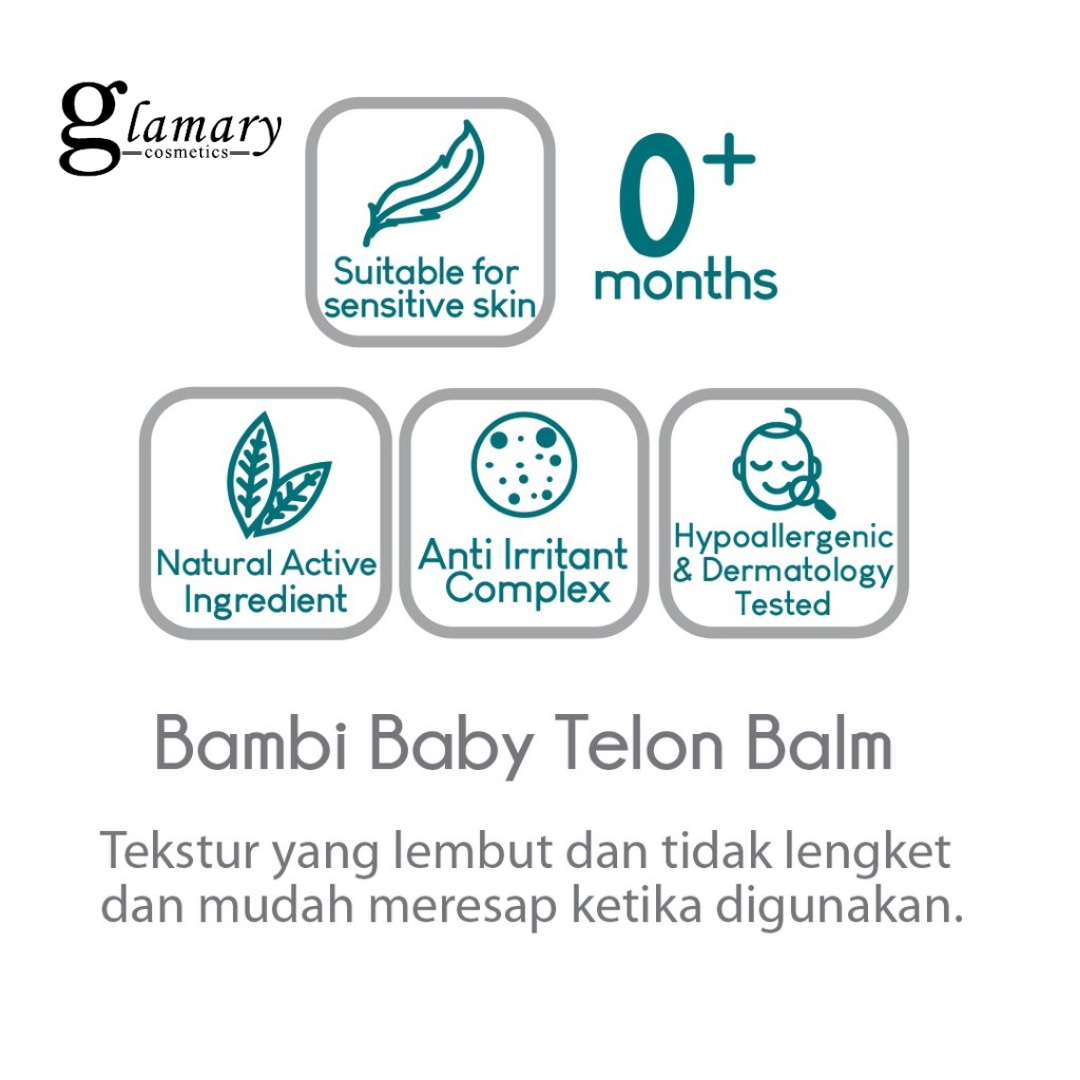 glamary
cosmetics
Suitable for
sensitive skin
0+
months
Natural Active
Ingredient
Anti Irritant
Complex
Hypoallergenic
& Dermatology
Tested
Bambi Baby Telon Balm
Tekstur yang lembut dan tidak lengket
dan mudah meresap ketika digunakan.